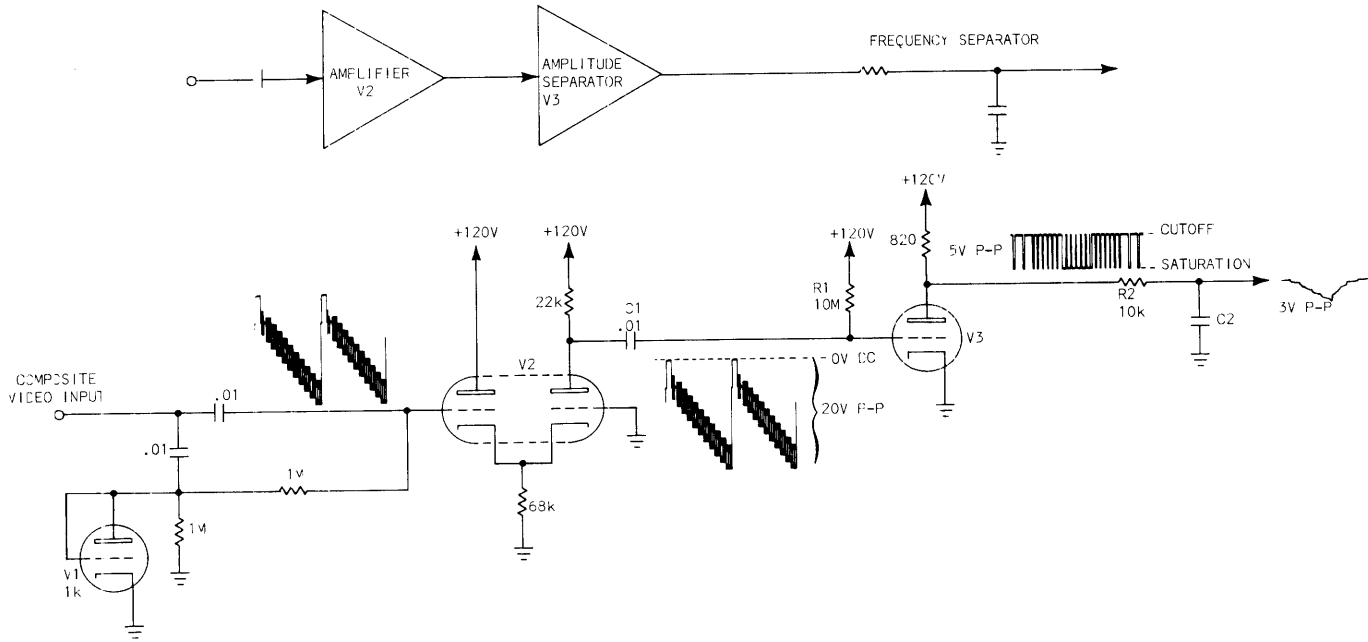 FREQUENCY SEPARATOR
AMPLIFIER
V2
AMPLITUDE
SEPARATOR
V3
+120V
+120V
+120V
+120V
820
5V P-P
CUTOFF
SATURATION
22k
R1
10M
R2
10k
C2
3V P-P
C1
.01
V3
V2
0V DC
20V P-P
COMPOSITE
VIDEO INPUT
.01
.01
1M
1M
68k
V1
1k